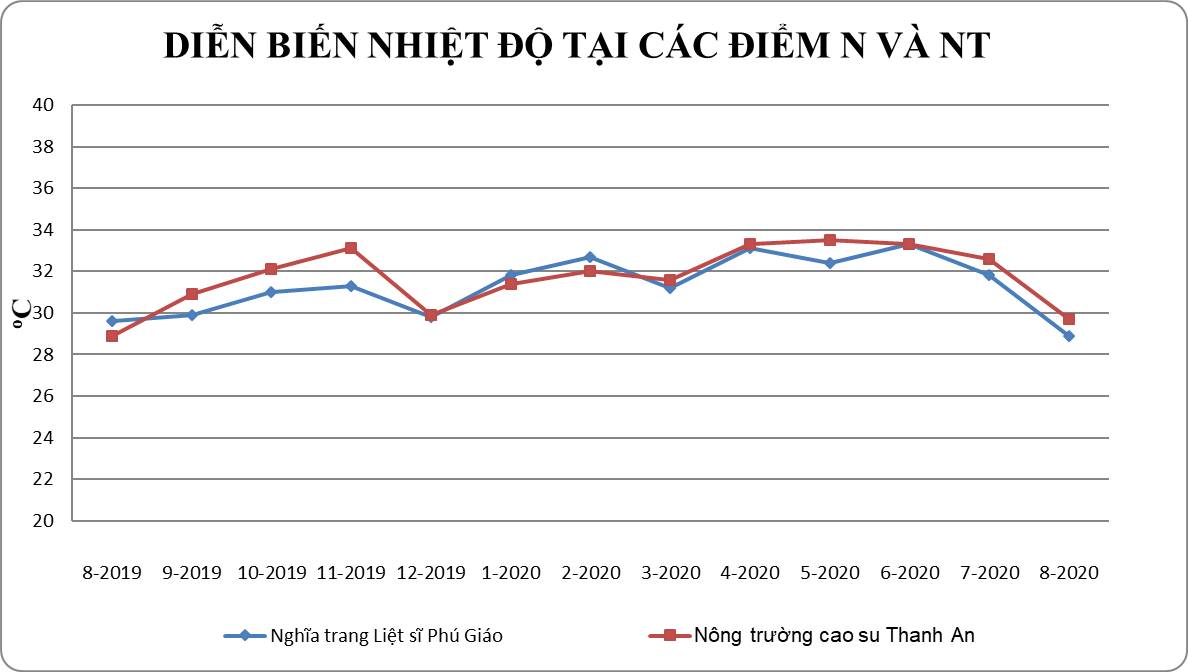 DIỄN BIẾN NHIỆT ĐỘ TẠI CÁC ĐIỂM N VÀ NT
40
38
36
34
32
30
28
26
24
22
20
ºC
8-2019 9-2019 10-2019 11-2019 12-2019 1-2020 2-2020 3-2020 4-2020 5-2020 6-2020 7-2020 8-2020
Nghĩa trang Liệt sĩ Phú Giáo Nông trường cao su Thanh An